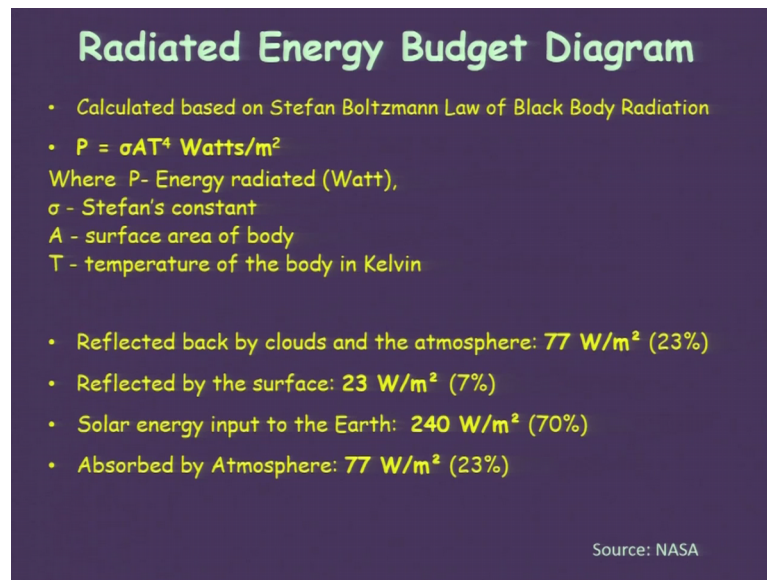 Radiated Energy Budget Diagram
• Calculated based on Stefan Boltzmann Law of Black Body Radiation
• P = σAT⁴ Watts/m²
Where P- Energy radiated (Watt),
σ - Stefan's constant
A - surface area of body
T - temperature of the body in Kelvin
• Reflected back by clouds and the atmosphere: 77 W/m² (23%)
• Reflected by the surface: 23 W/m² (7%)
• Solar energy input to the Earth: 240 W/m² (70%)
• Absorbed by Atmosphere: 77 W/m² (23%)
Source: NASA